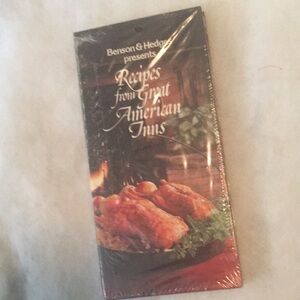 Benson & Hedges
presents
Recipes
from Great
American
Inns